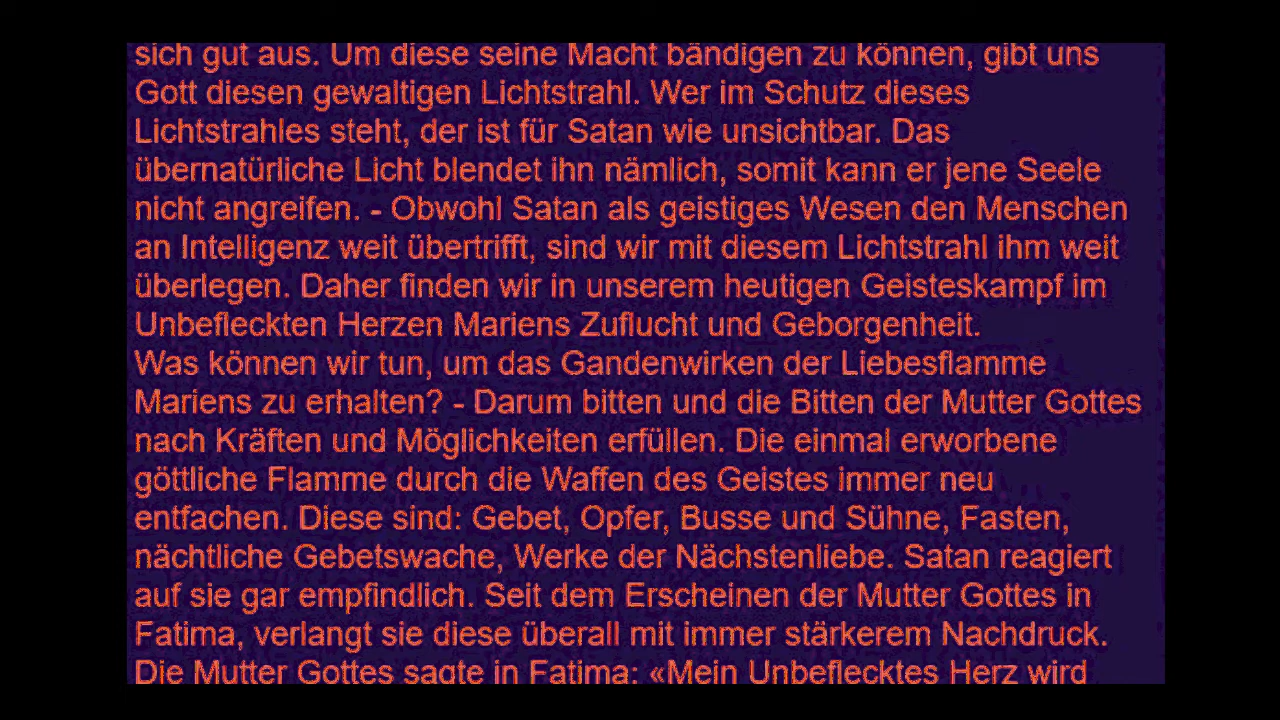 sich gut aus. Um diese seine Macht bändigen zu können, gibt uns
Gott diesen gewaltigen Lichtstrahl. Wer im Schutz dieses
Lichtstrahles steht, der ist für Satan wie unsichtbar. Das
übernatürliche Licht blendet ihn nämlich, somit kann er jene Seele
nicht angreifen. - Obwohl Satan als geistiges Wesen den Menschen
an Intelligenz weit übertrifft, sind wir mit diesem Lichtstrahl ihm weit
überlegen. Daher finden wir in unserem heutigen Geisteskampf im
Unbefleckten Herzen Mariens Zuflucht und Geborgenheit.
Was können wir tun, um das Gandenwirken der Liebesflamme
Mariens zu erhalten? - Darum bitten und die Bitten der Mutter Gottes
nach Kräften und Möglichkeiten erfüllen. Die einmal erworbene
göttliche Flamme durch die Waffen des Geistes immer neu
entfachen. Diese sind: Gebet, Opfer, Busse und Sühne, Fasten,
nächtliche Gebetswache, Werke der Nächstenliebe. Satan reagiert
auf sie gar empfindlich. Seit dem Erscheinen der Mutter Gottes in
Fatima, verlangt sie diese überall mit immer stärkerem Nachdruck.
Die Mutter Gottes sagte in Fatima: «Mein Unbeflecktes Herz wird